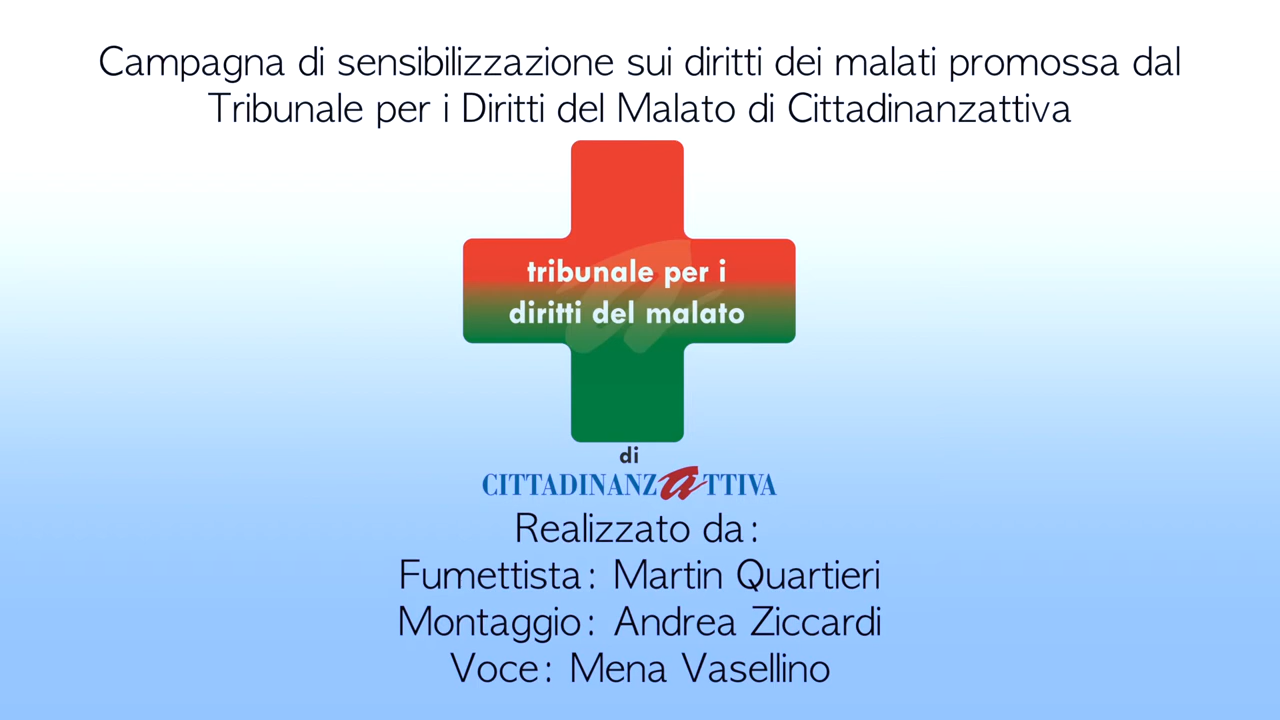 Campagna di sensibilizzazione sui diritti dei malati promossa dal
Tribunale per i Diritti del Malato di Cittadinanzattiva
tribunale per i
diritti del malato
di
CITTADINANZaTTIVA
Realizzato da:
Fumettista: Martin Quartieri
Montaggio: Andrea Ziccardi
Voce: Mena Vasellino